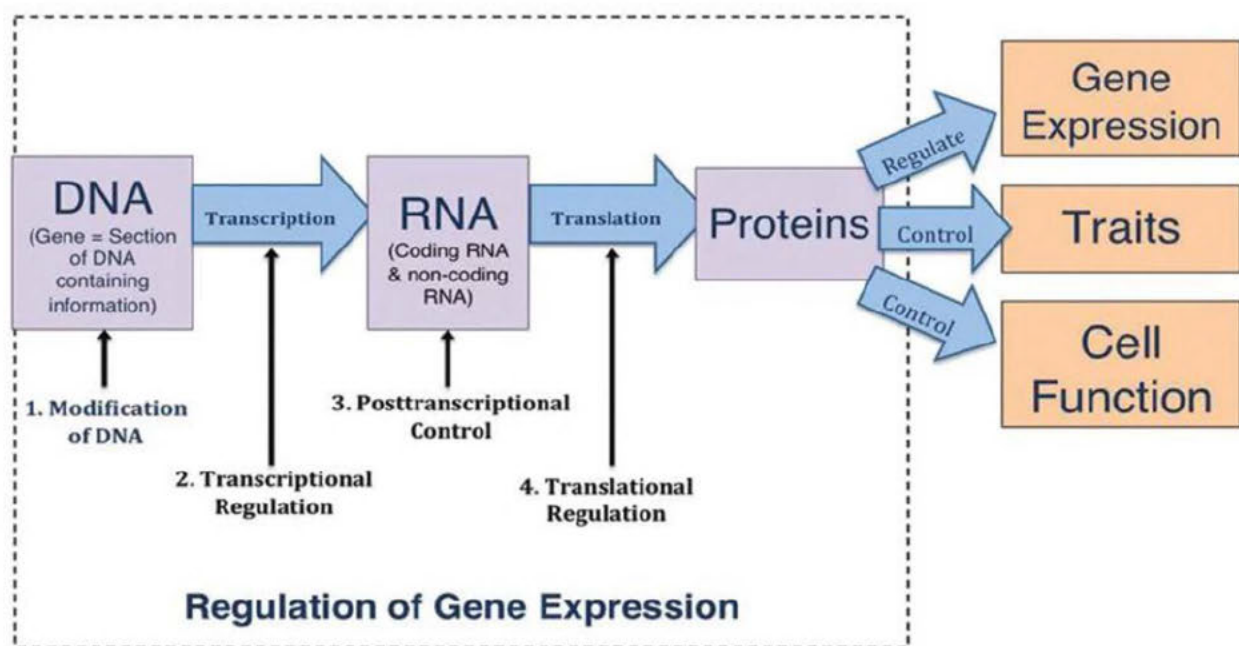 DNA
(Gene = Section
of DNA
containing
information)
Transcription
RNA
(Coding RNA
& non-coding
RNA)
Translation
Proteins
Regulate
Control
Control
Gene
Expression
Traits
Cell
Function
1. Modification
of DNA
2. Transcriptional
Regulation
3. Posttranscriptional
Control
4. Translational
Regulation
Regulation of Gene Expression